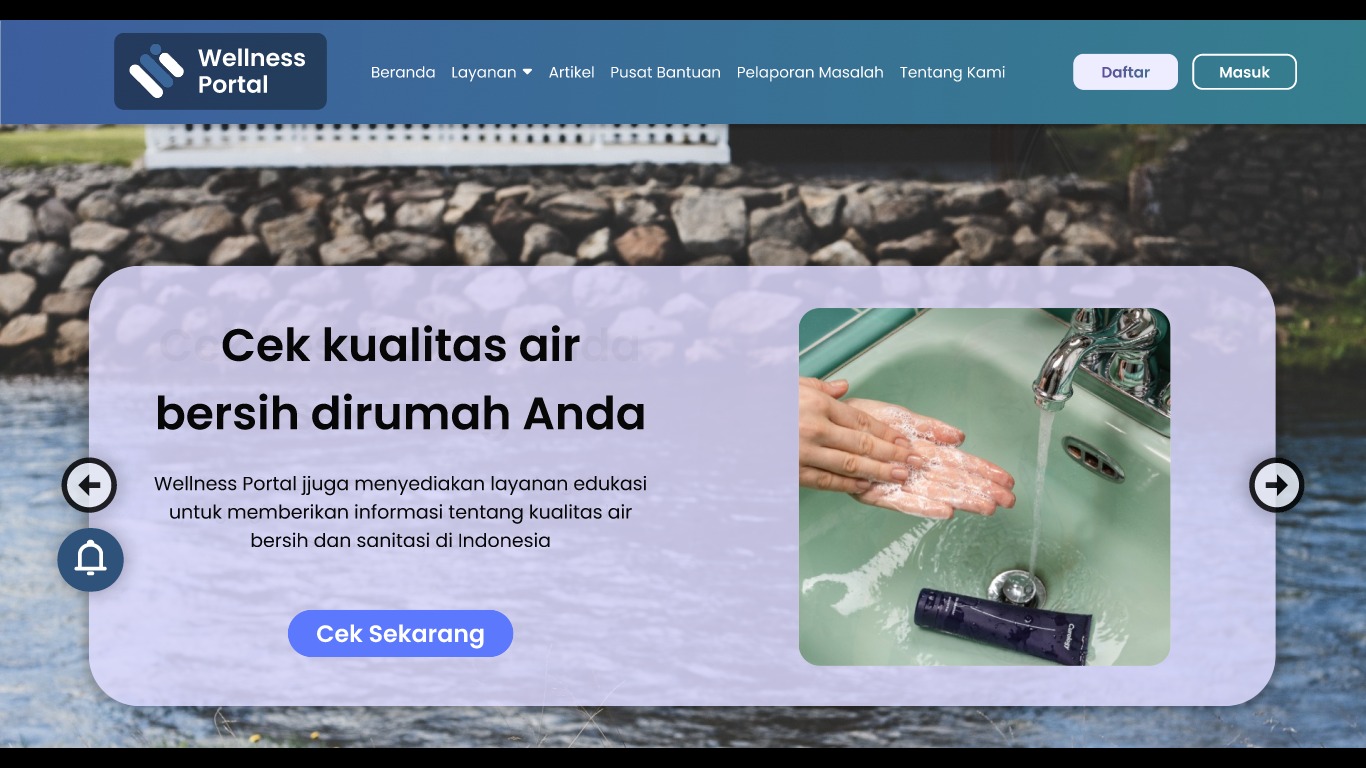 Wellness
Portal
Beranda Layanan Artikel Pusat Bantuan Pelaporan Masalah Tentang Kami
Daftar
Masuk
Cek kualitas air
bersih dirumah Anda
Wellness Portal jjuga menyediakan layanan edukasi
untuk memberikan informasi tentang kualitas air
bersih dan sanitasi di Indonesia
Cek Sekarang
Curology